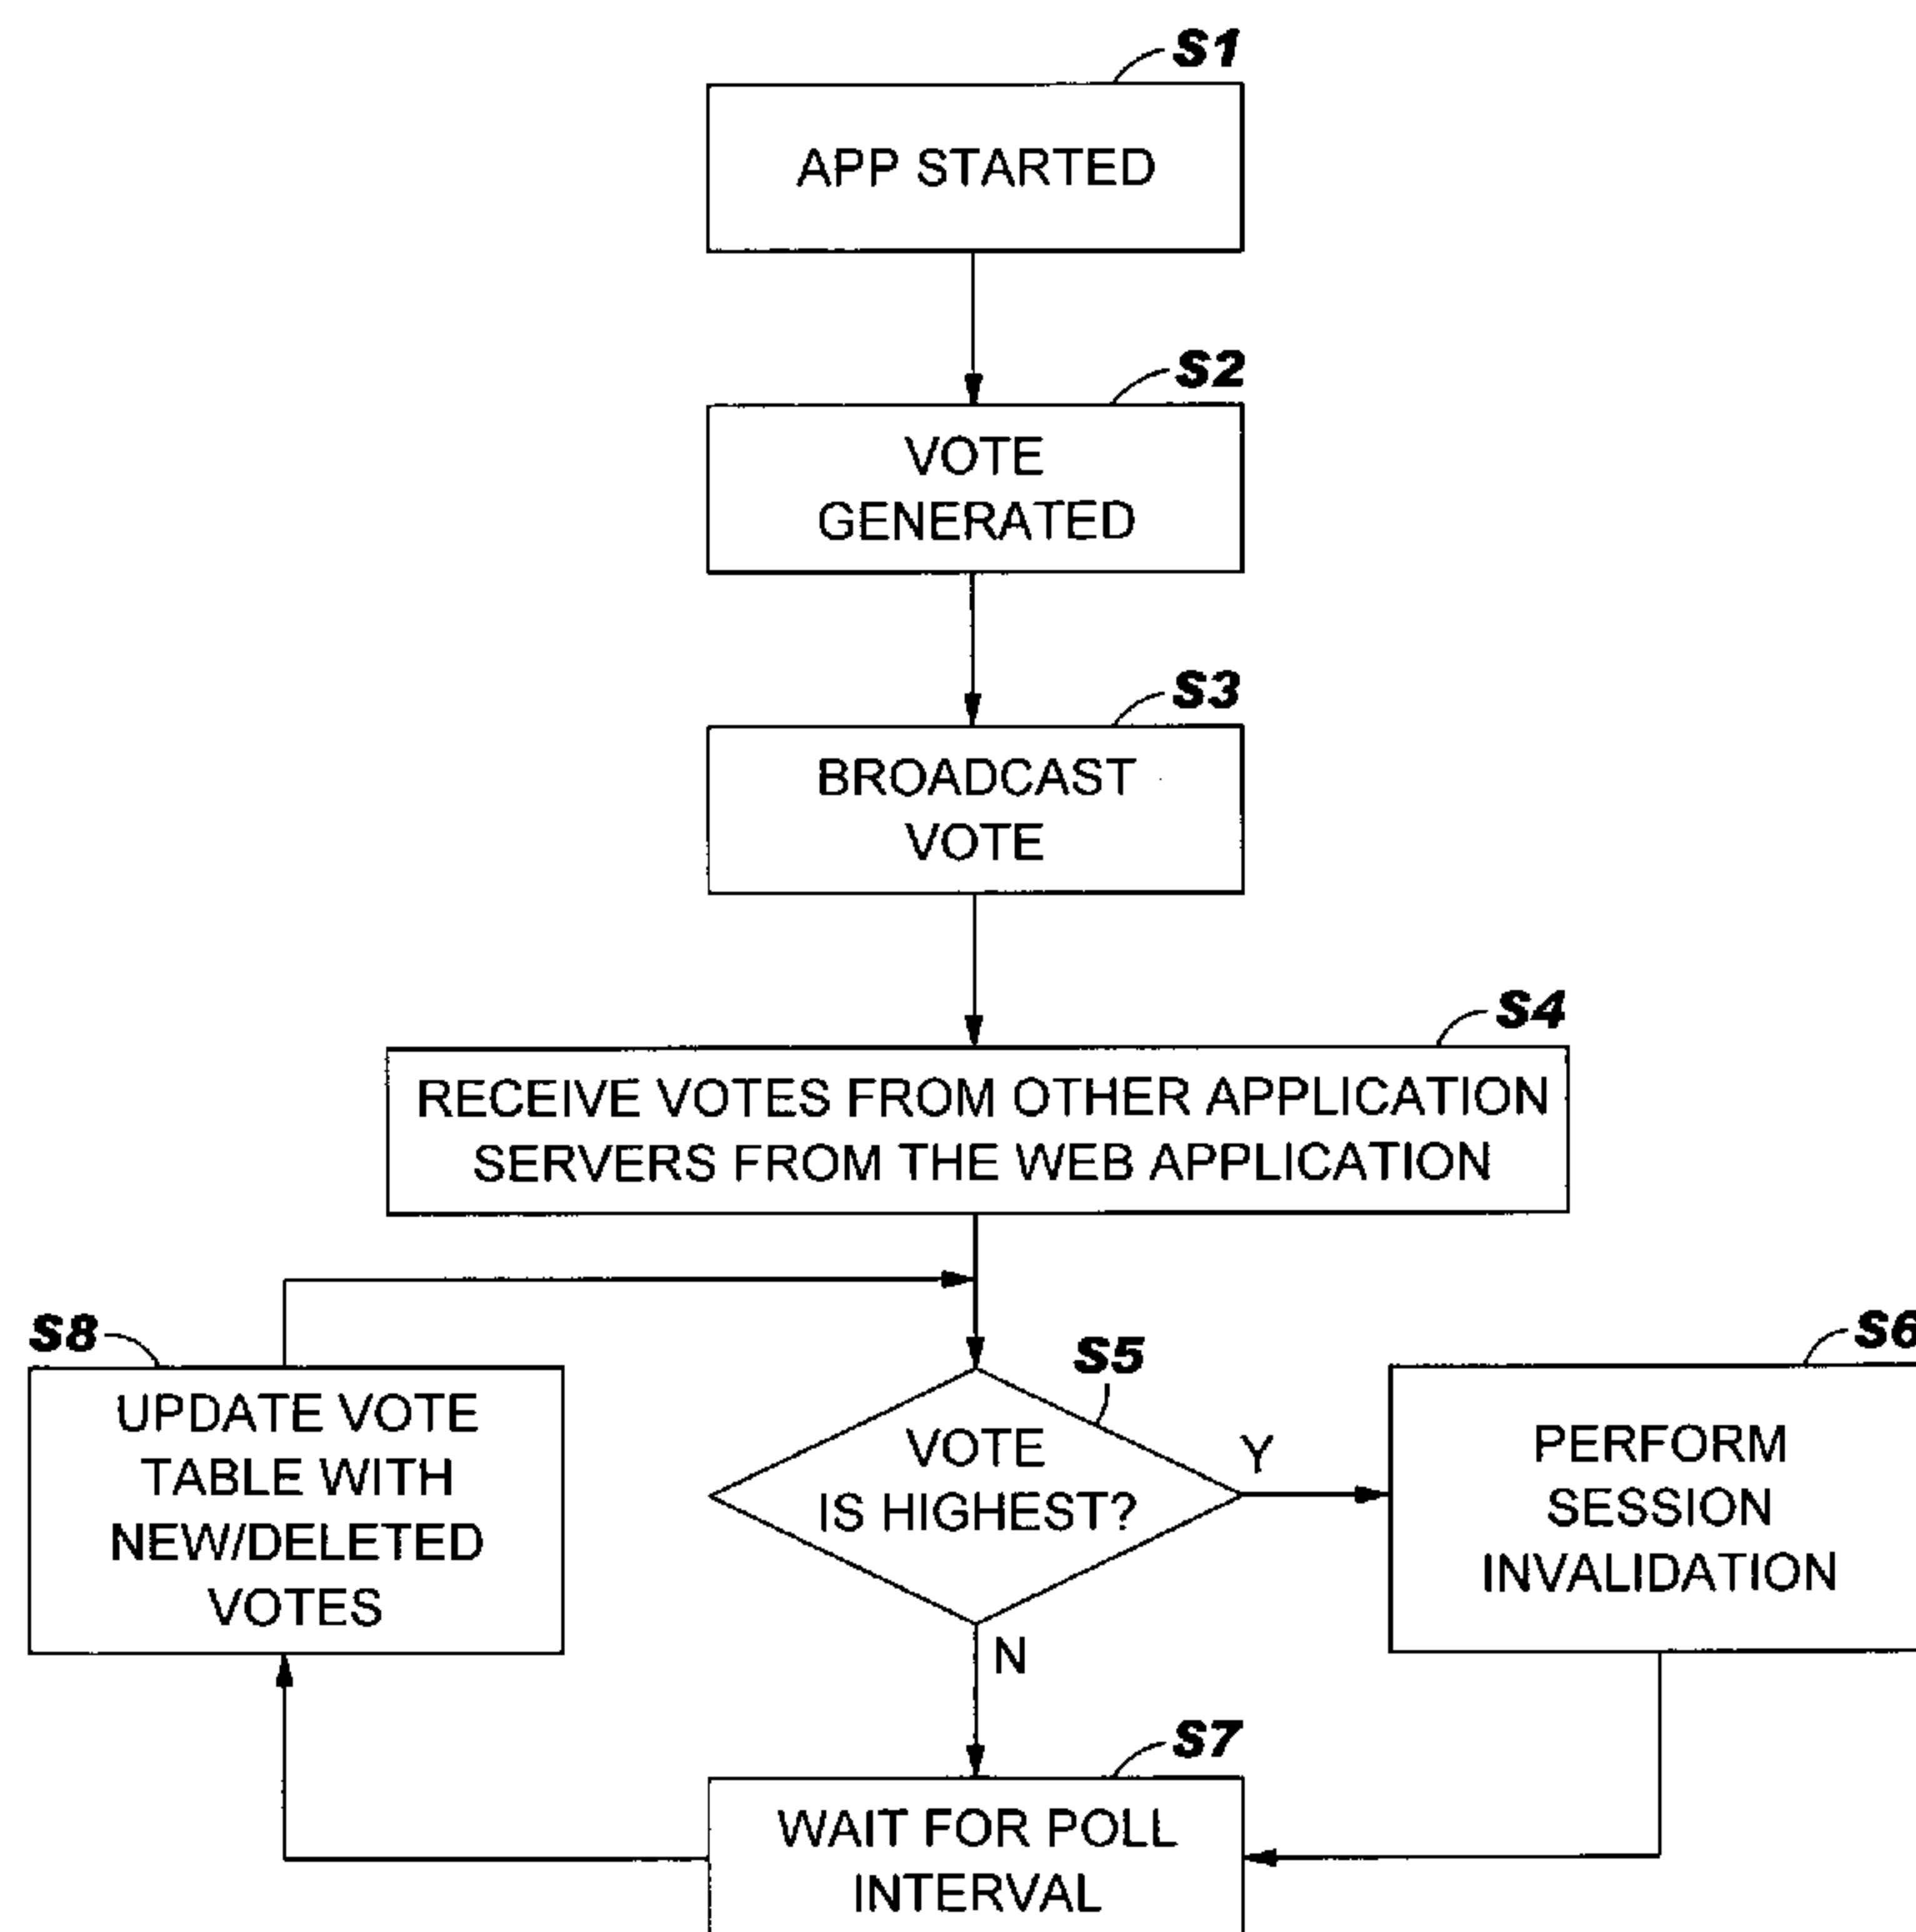 S1
APP STARTED
S2
VOTE
GENERATED
S3
BROADCAST
VOTE
S4
RECEIVE VOTES FROM OTHER APPLICATION
SERVERS FROM THE WEB APPLICATION
S8
UPDATE VOTE
TABLE WITH
NEW/DELETED
VOTES
S5
VOTE
IS HIGHEST?
Y
N
S6
PERFORM
SESSION
INVALIDATION
S7
WAIT FOR POLL
INTERVAL